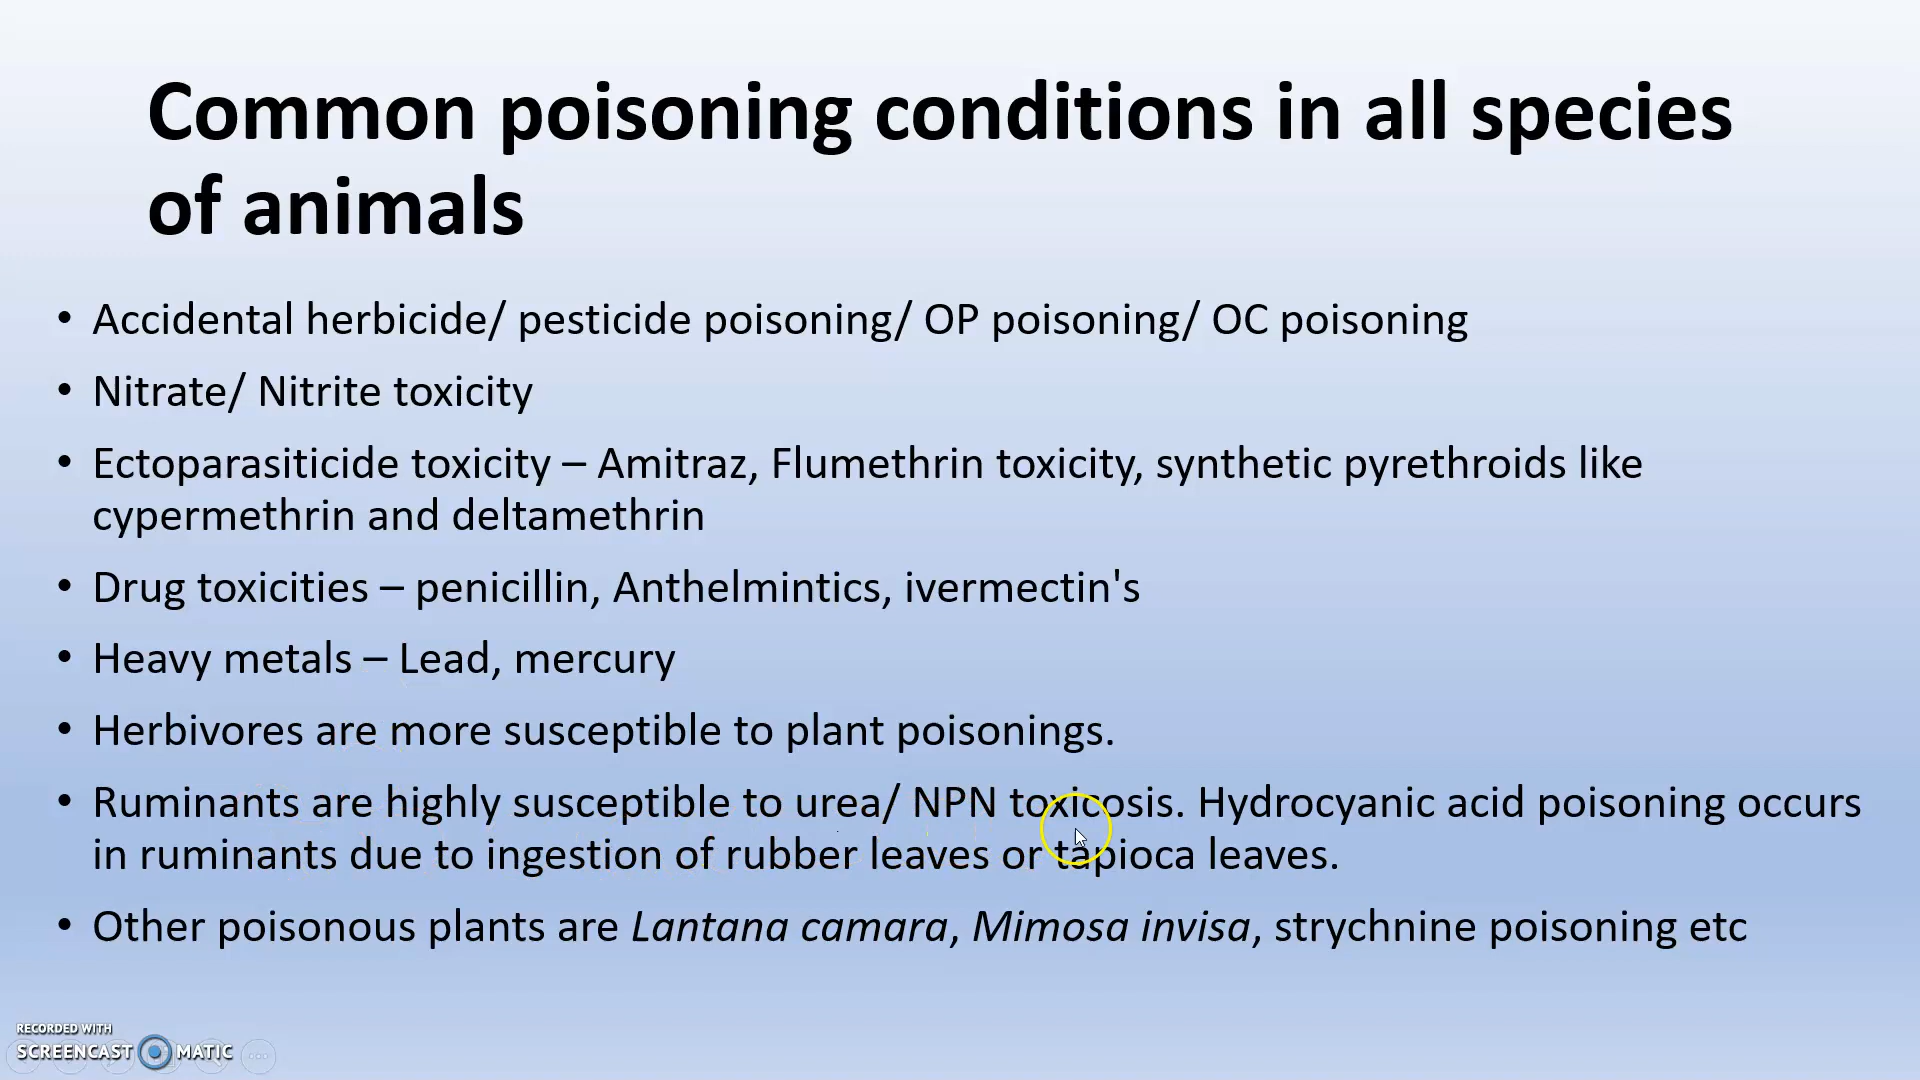 Common poisoning conditions in all species
of animals
• Accidental herbicide/ pesticide poisoning/ OP poisoning/ OC poisoning
• Nitrate/ Nitrite toxicity
• Ectoparasiticide toxicity – Amitraz, Flumethrin toxicity, synthetic pyrethroids like
cypermethrin and deltamethrin
• Drug toxicities – penicillin, Anthelmintics, ivermectin's
• Heavy metals – Lead, mercury
• Herbivores are more susceptible to plant poisonings.
• Ruminants are highly susceptible to urea/ NPN toxicosis. Hydrocyanic acid poisoning occurs
in ruminants due to ingestion of rubber leaves or tapioca leaves.
• Other poisonous plants are Lantana camara, Mimosa invisa, strychnine poisoning etc
RECORDED WITH
SCREENCAST MATIC